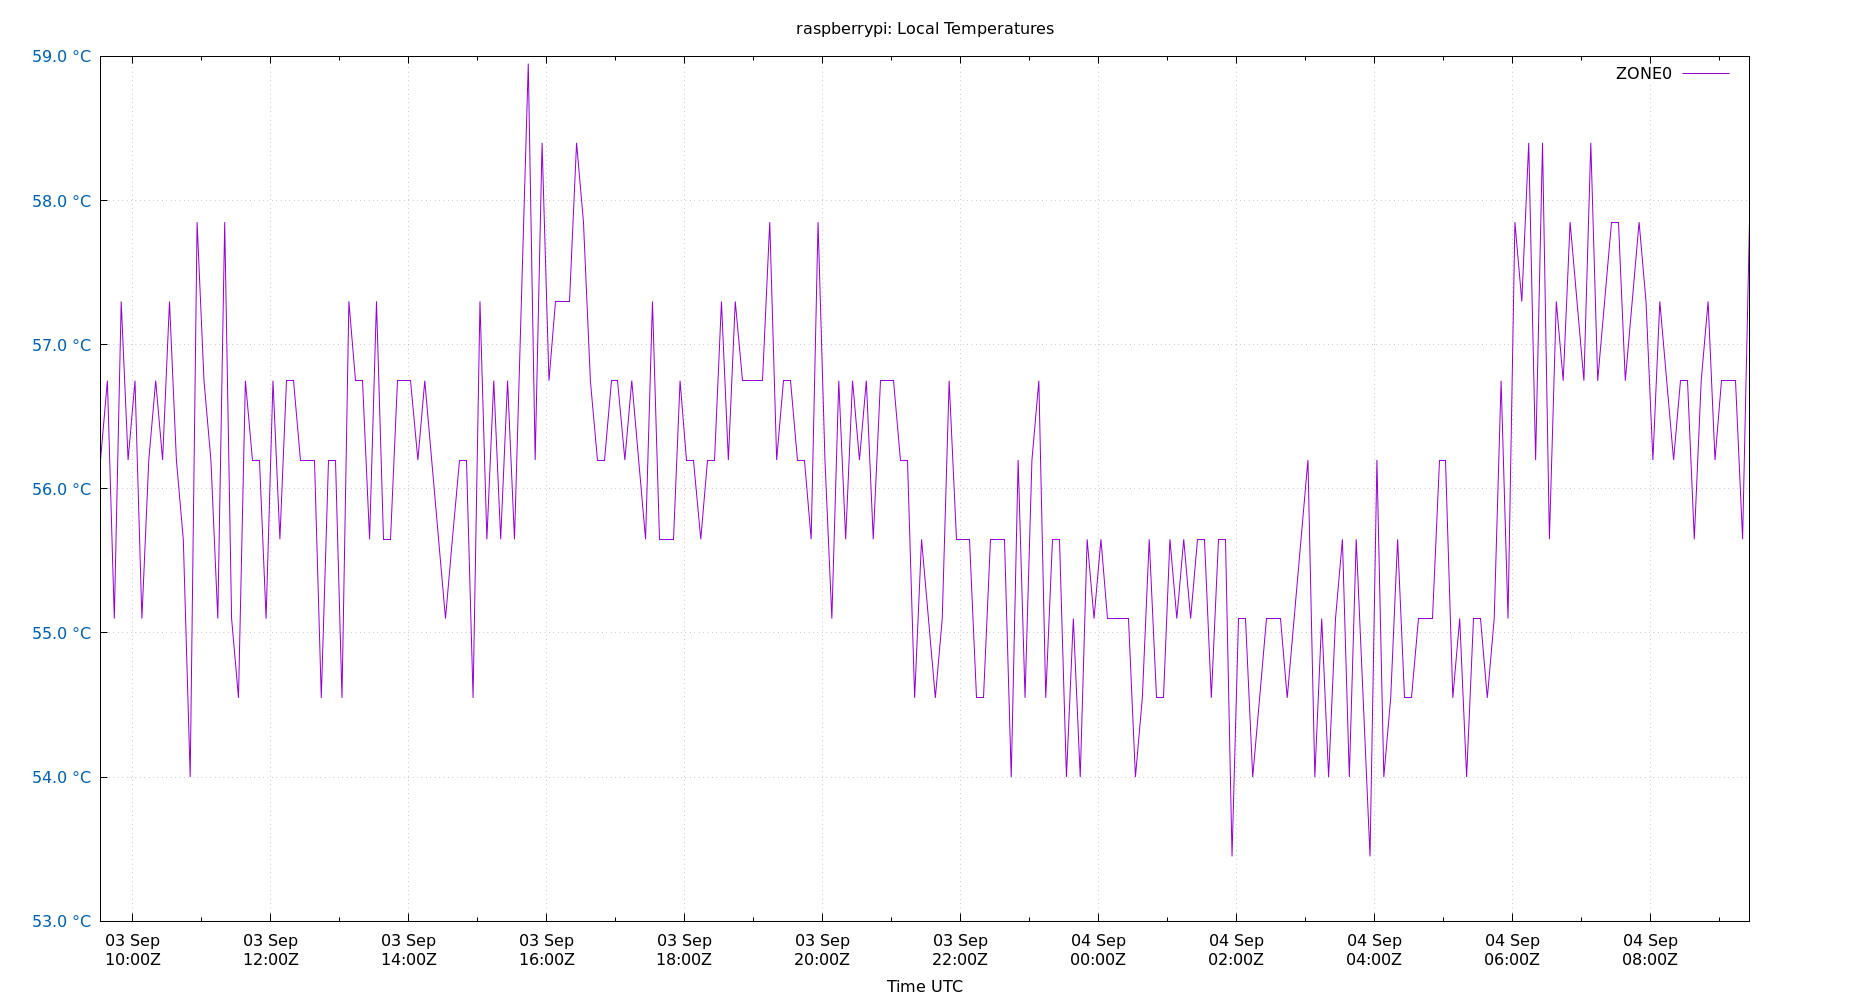 raspberrypi: Local Temperatures
59.0 °C
ZONE0
58.0 °C
57.0 °C
56.0 °C
55.0 °C
54.0 °C
53.0 °C
03 Sep 03 Sep 03 Sep 03 Sep 03 Sep 03 Sep 03 Sep 04 Sep 04 Sep 04 Sep 04 Sep 04 Sep
10:00Z 12:00Z 14:00Z 16:00Z 18:00Z 20:00Z 22:00Z 00:00Z 02:00Z 04:00Z 06:00Z 08:00Z
Time UTC